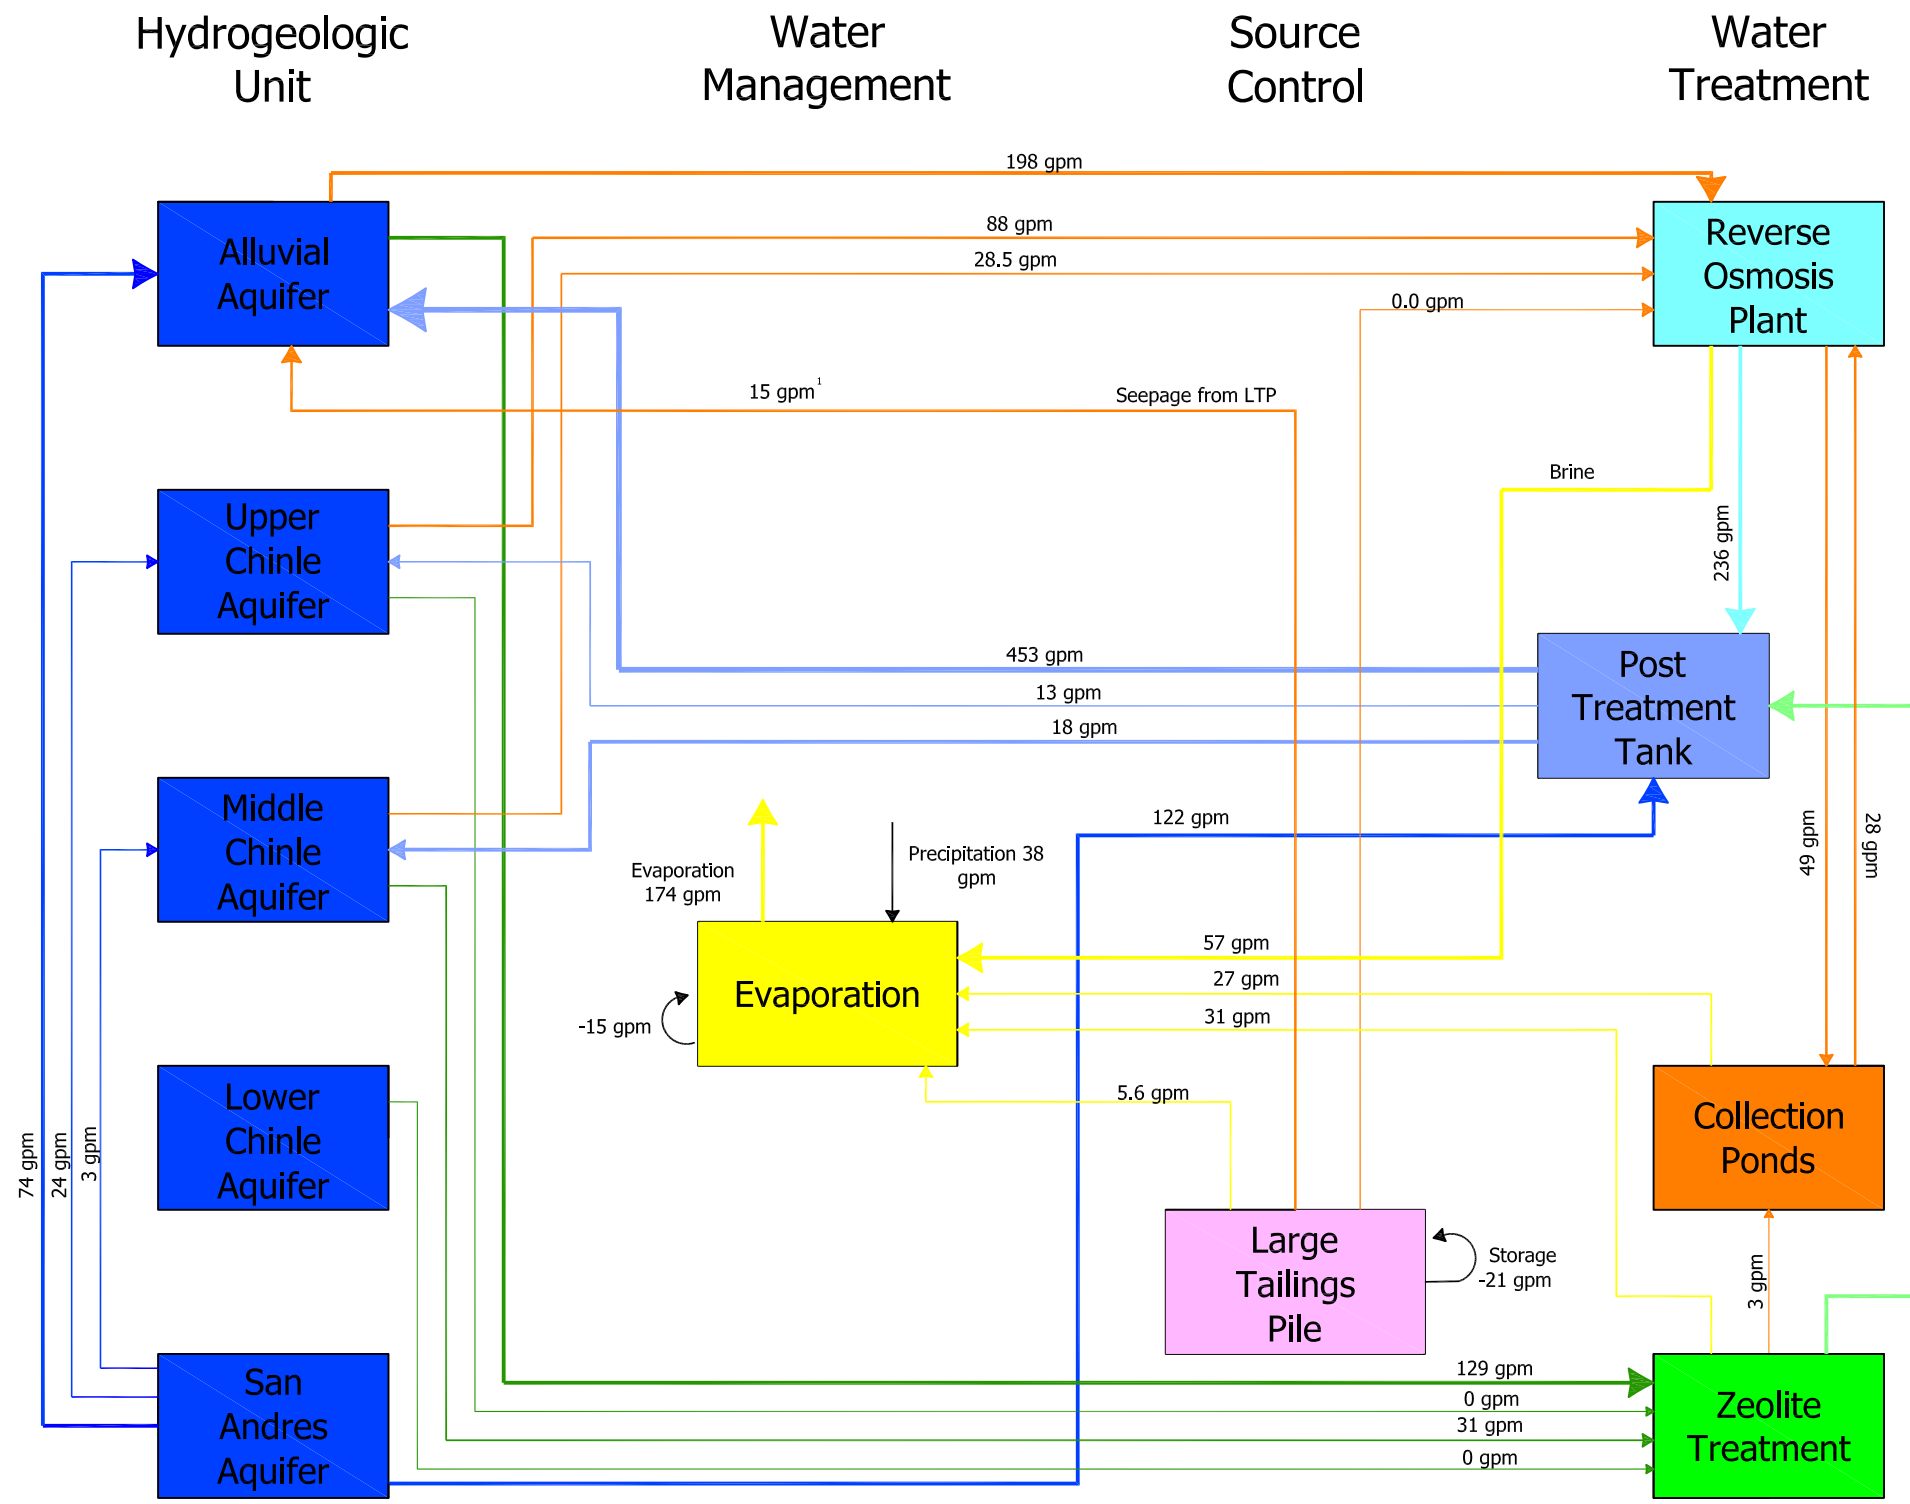 Hydrogeologic
Unit
Water
Management
Source
Control
Water
Treatment
198 gpm
88 gpm
28.5 gpm
0.0 gpm
Alluvial
Aquifer
Reverse
Osmosis
Plant
15 gpm¹
Seepage from LTP
Brine
236 gpm
Upper
Chinle
Aquifer
453 gpm
13 gpm
18 gpm
Post
Treatment
Tank
Middle
Chinle
Aquifer
122 gpm
49 gpm
28 gpm
Evaporation
174 gpm
Precipitation 38
gpm
Evaporation
-15 gpm
57 gpm
27 gpm
31 gpm
5.6 gpm
Lower
Chinle
Aquifer
Collection
Ponds
74 gpm
24 gpm
3 gpm
Large
Tailings
Pile
Storage
-21 gpm
3 gpm
San
Andres
Aquifer
129 gpm
0 gpm
31 gpm
0 gpm
Zeolite
Treatment